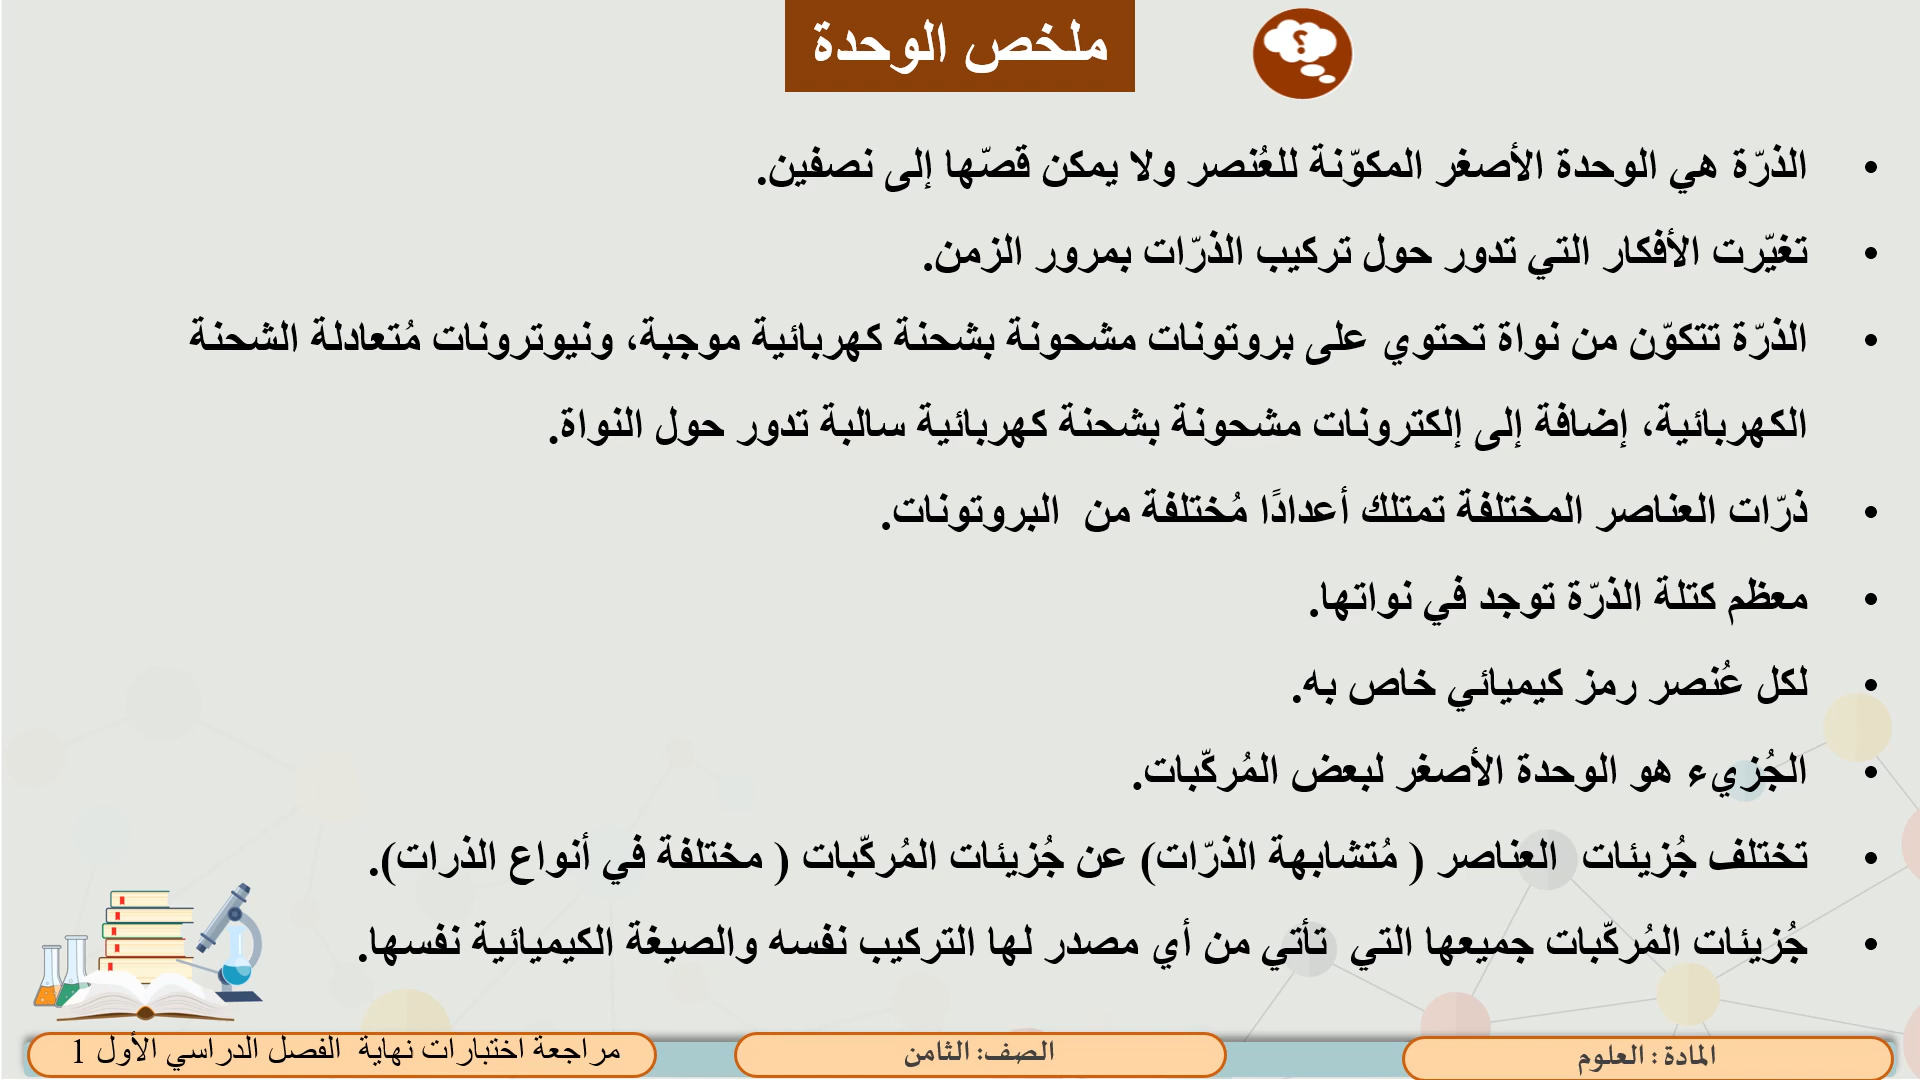 ملخص الوحدة
؟
• الذرّة هي الوحدة الأصغر المكوّنة للعُنصر ولا يمكن قصّها إلى نصفين.
• تغيّرت الأفكار التي تدور حول تركيب الذرّات بمرور الزمن.
• الذرّة تتكوّن من نواة تحتوي على بروتونات مشحونة بشحنة كهربائية موجبة، ونيوترونات مُتعادلة الشحنة
الكهربائية، إضافة إلى إلكترونات مشحونة بشحنة كهربائية سالبة تدور حول النواة.
• ذرّات العناصر المختلفة تمتلك أعدادًا مُختلفة من البروتونات.
• معظم كتلة الذرّة توجد في نواتها.
• لكل عُنصر رمز كيميائي خاص به.
• الجُزيء هو الوحدة الأصغر لبعض المُركّبات.
• تختلف جُزيئات العناصر ( مُتشابهة الذرّات) عن جُزيئات المُركّبات ( مختلفة في أنواع الذرات).
• جُزيئات المُركّبات جميعها التي تأتي من أي مصدر لها التركيب نفسه والصيغة الكيميائية نفسها.
المادة : العلوم
الصف: الثامن
مراجعة اختبارات نهاية الفصل الدراسي الأول 1